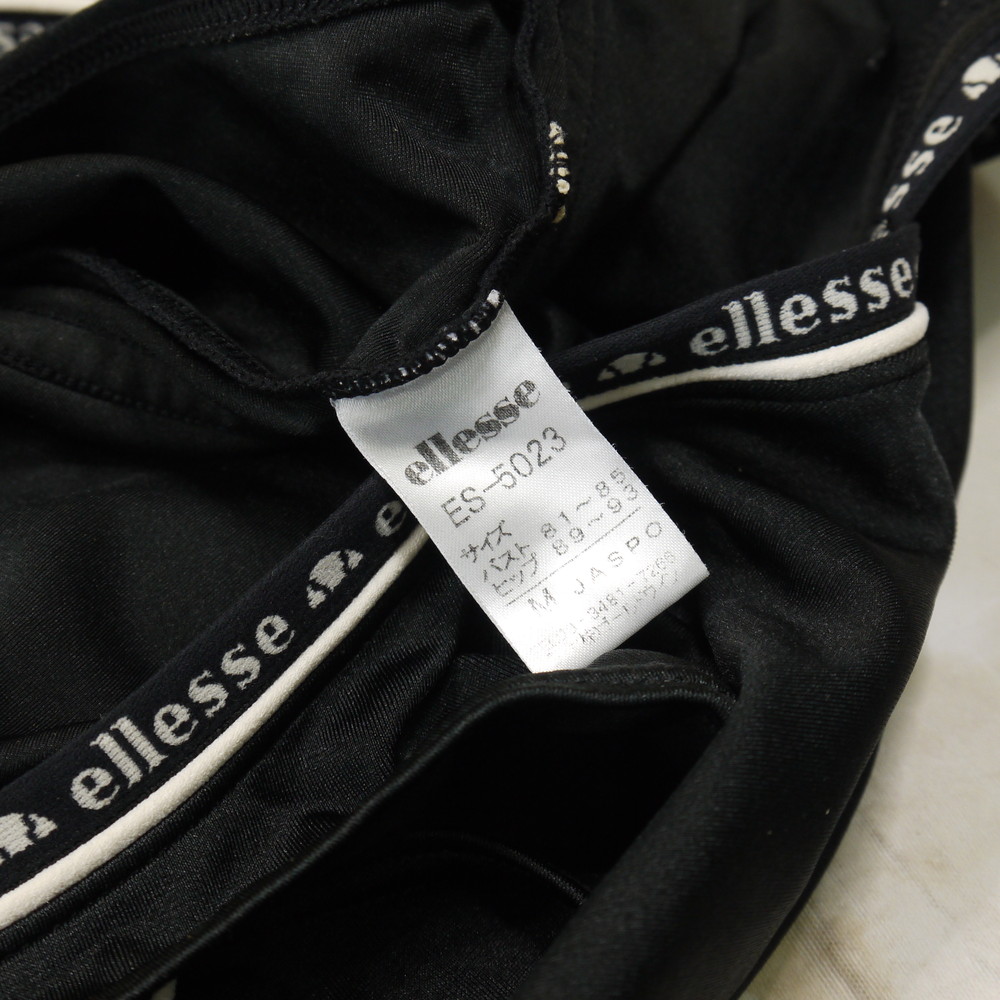 ellesse
ellesse
ellesse
ES-5023
サイズ
バスト 81~85
ヒップ 89~93
M JASPO
e
ellesse